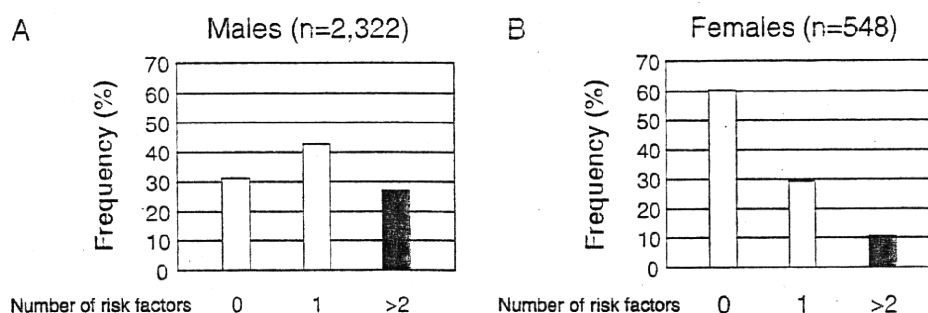 A Males (n=2,322)
Frequency (%)
70
60
50
40
30
20
10
0
Number of risk factors 0 1 >2
B Females (n=548)
Frequency (%)
70
60
50
40
30
20
10
0
Number of risk factors 0 1 >2